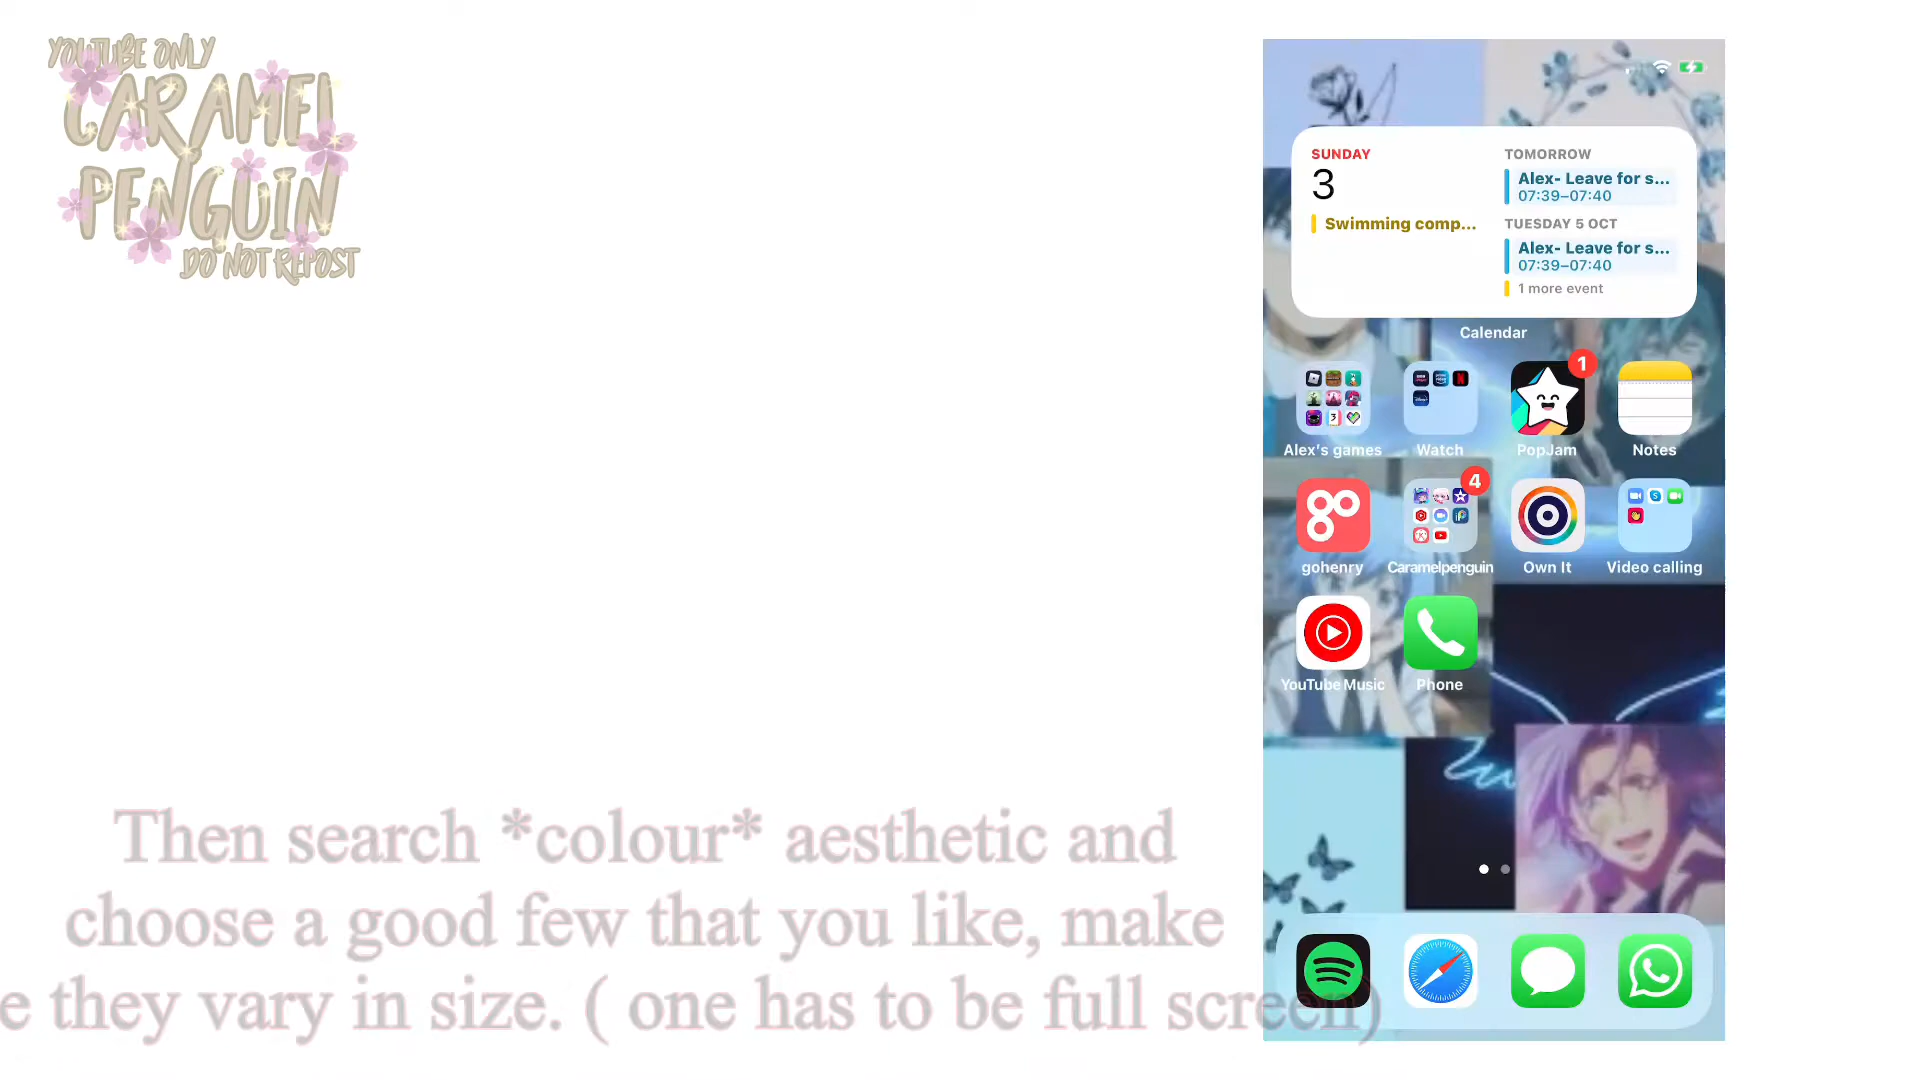 YOUTUBE ONLY
CARAMEL
PENGUIN
DO NOT REPOST
SUNDAY
3
Swimming comp...
TOMORROW
Alex- Leave for s...
07:39–07:40
TUESDAY 5 OCT
Alex- Leave for s...
07:39–07:40
1 more event
Calendar
1
Alex's games
Watch
PopJam
Notes
4
gohenry
Caramelpenguin
Own It
Video calling
YouTube Music
Phone
Then search *colour* aesthetic and
choose a good few that you like, make
e they vary in size. ( one has to be full screen)